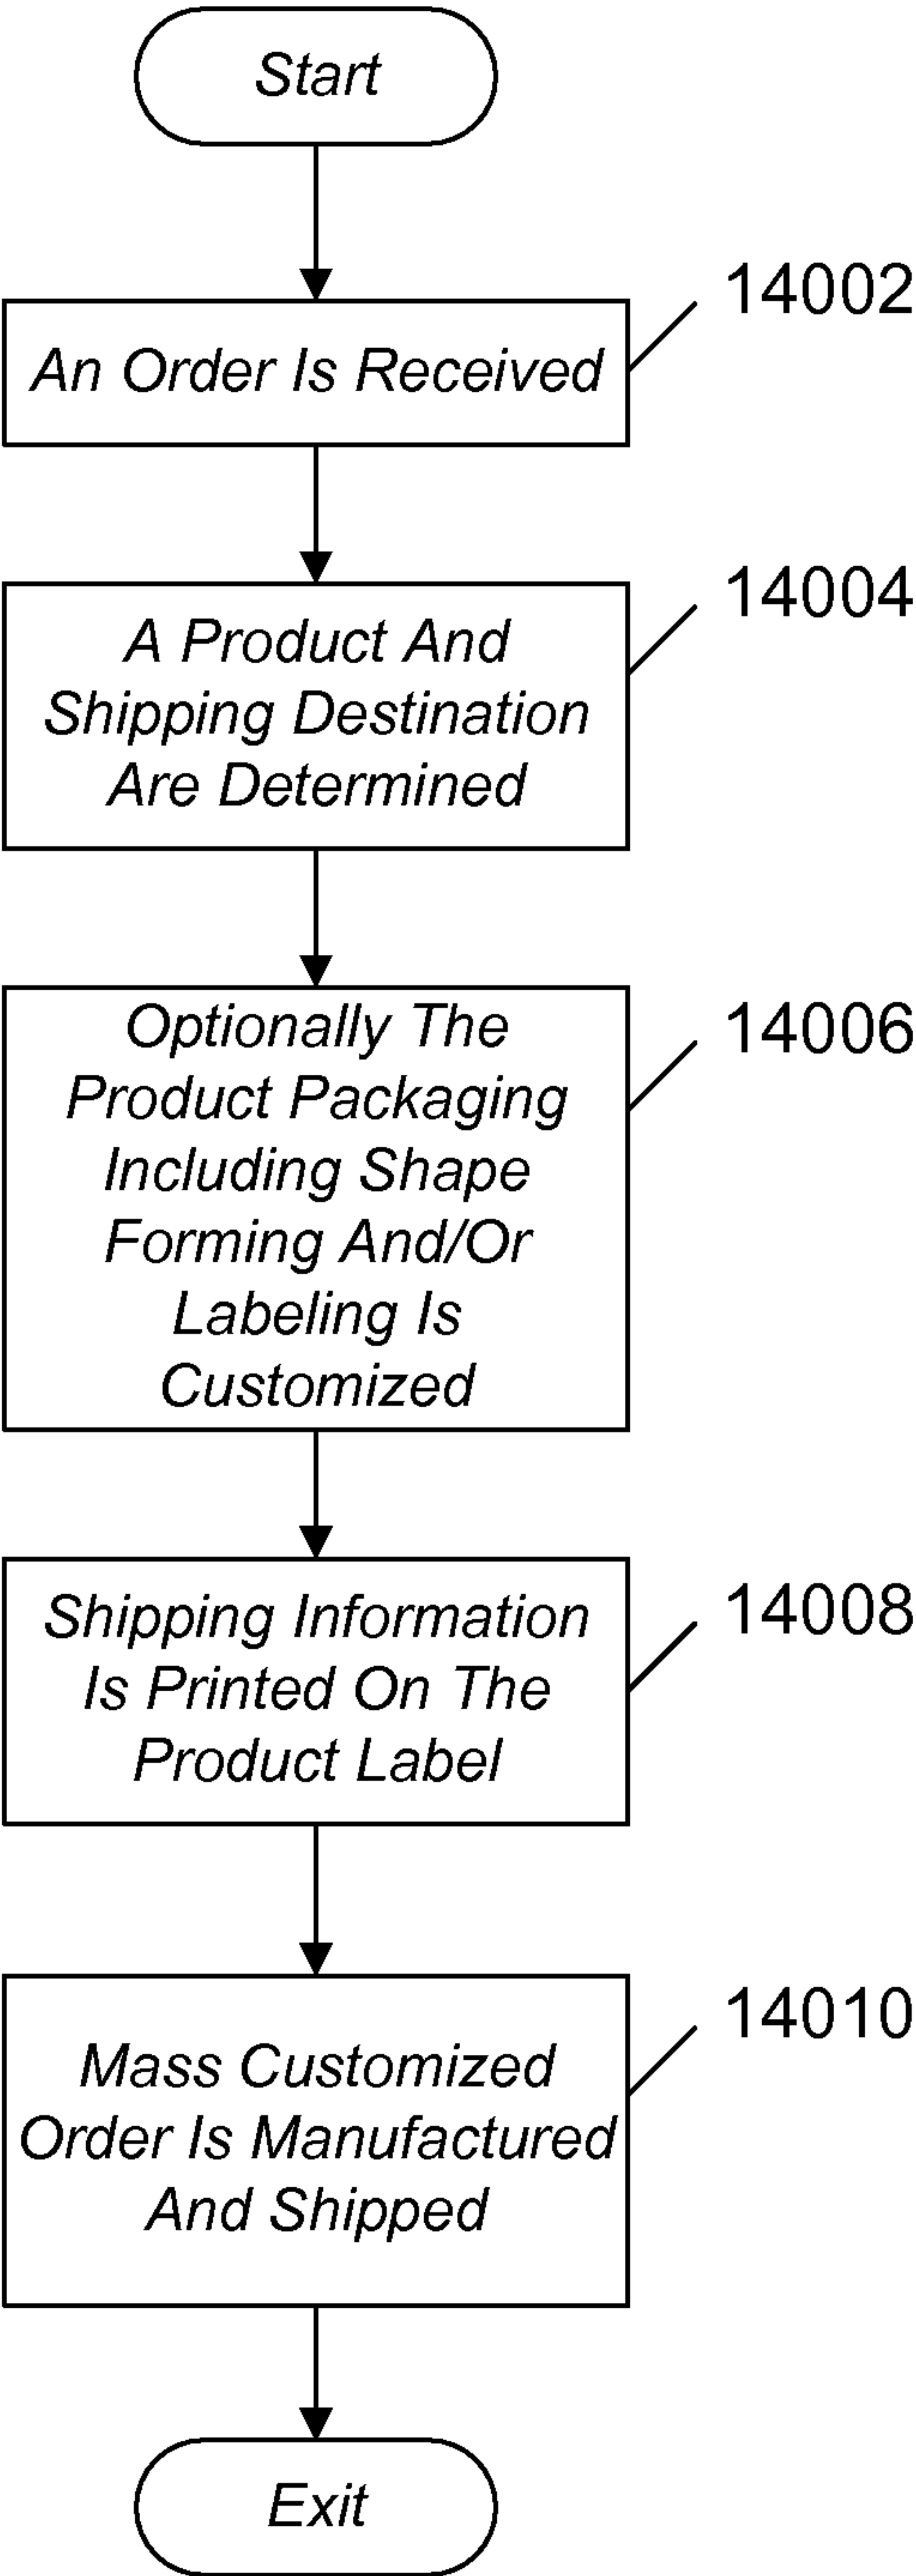 Start
14002
An Order Is Received
14004
A Product And
Shipping Destination
Are Determined
14006
Optionally The
Product Packaging
Including Shape
Forming And/Or
Labeling Is
Customized
14008
Shipping Information
Is Printed On The
Product Label
14010
Mass Customized
Order Is Manufactured
And Shipped
Exit